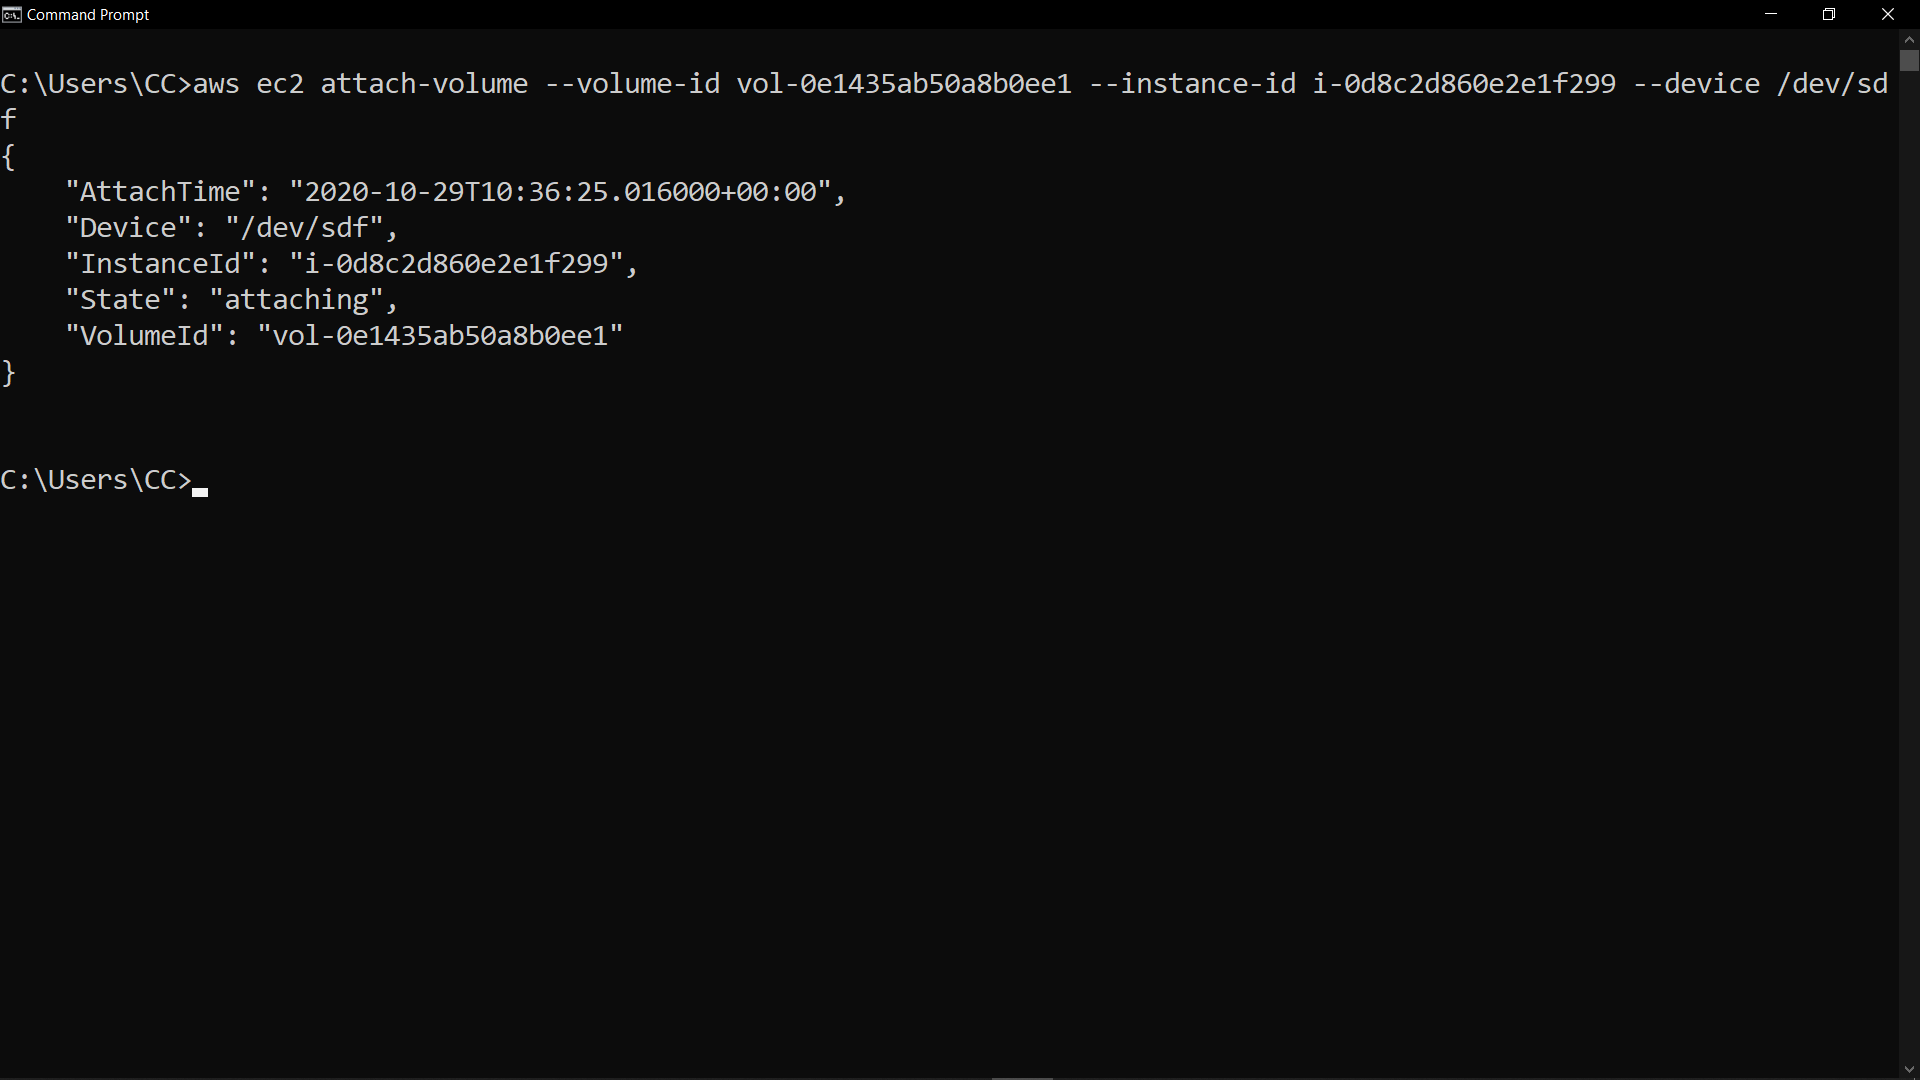 Command Prompt
C:\Users\CC>aws ec2 attach-volume --volume-id vol-0e1435ab50a8b0ee1 --instance-id i-0d8c2d860e2e1f299 --device /dev/sd
f
{
    "AttachTime": "2020-10-29T10:36:25.016000+00:00",
    "Device": "/dev/sdf",
    "InstanceId": "i-0d8c2d860e2e1f299",
    "State": "attaching",
    "VolumeId": "vol-0e1435ab50a8b0ee1"
}
C:\Users\CC>